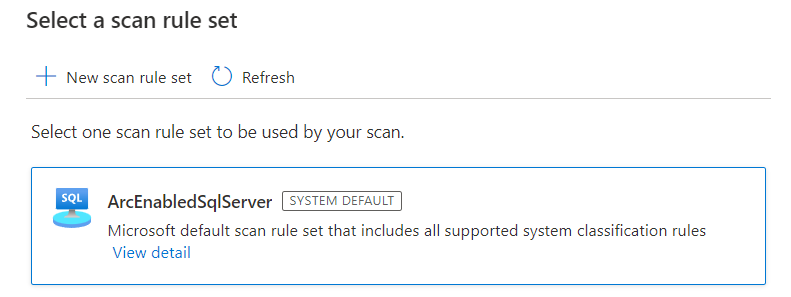 Select a scan rule set
New scan rule set Refresh
Select one scan rule set to be used by your scan.
SQL
ArcEnabledSqlServer SYSTEM DEFAULT
Microsoft default scan rule set that includes all supported system classification rules
View detail